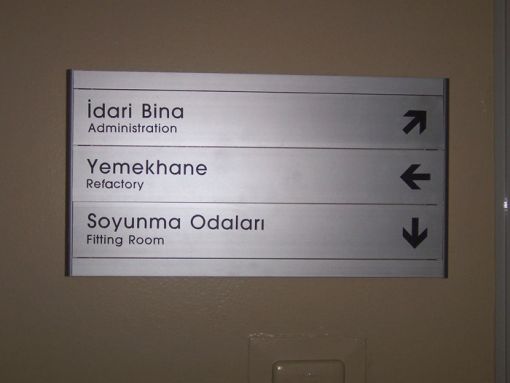 İdari Bina
Administration
Yemekhane
Refactory
Soyunma Odaları
Fitting Room